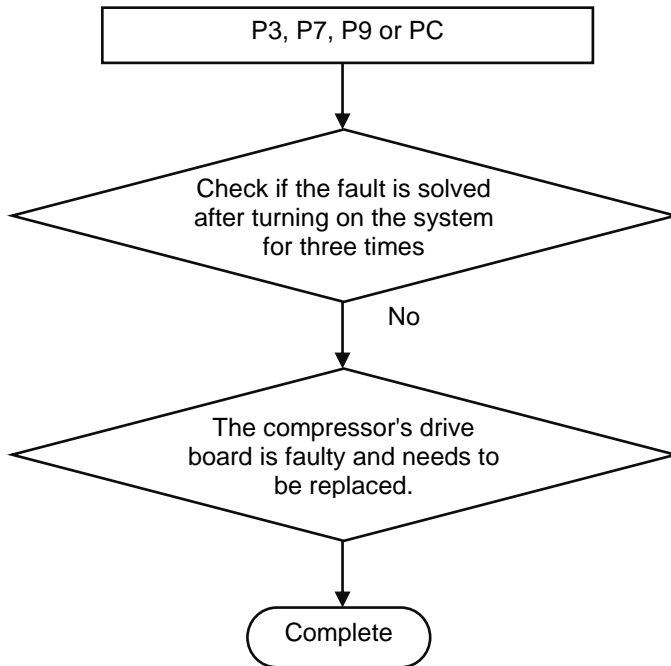 P3, P7, P9 or PC
Check if the fault is solved
after turning on the system
for three times
No
The compressor's drive
board is faulty and needs to
be replaced.
Complete